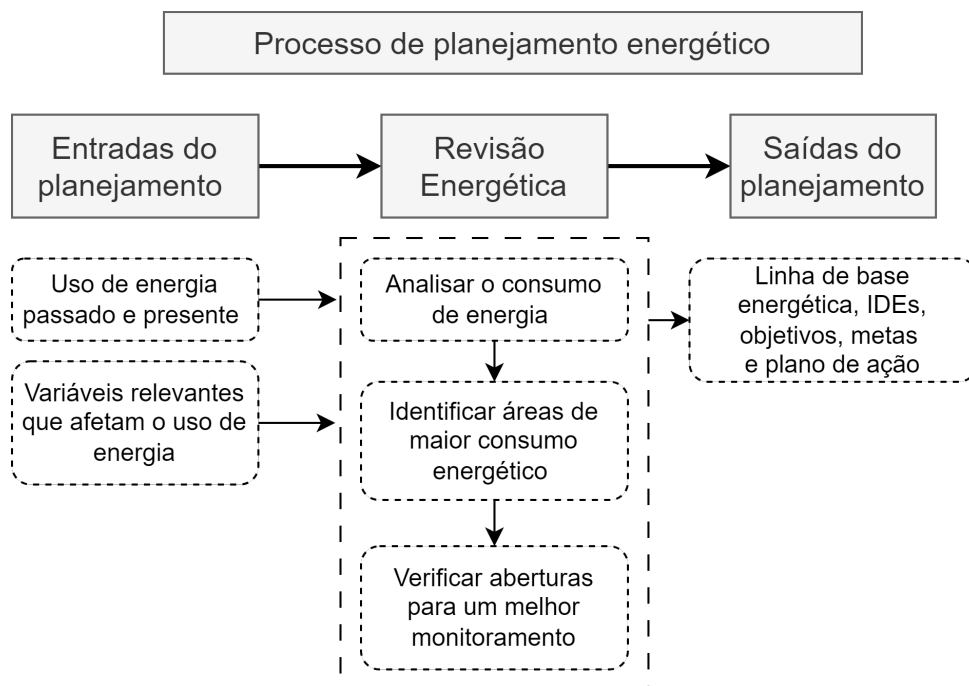 Processo de planejamento energético
Entradas do
planejamento
Revisão
Energética
Saídas do
planejamento
Uso de energia
passado e presente
Variáveis relevantes
que afetam o uso de
energia
Analisar o consumo
de energia
Identificar áreas de
maior consumo
energético
Verificar aberturas
para um melhor
monitoramento
Linha de base
energética, IDEs,
objetivos, metas
e plano de ação